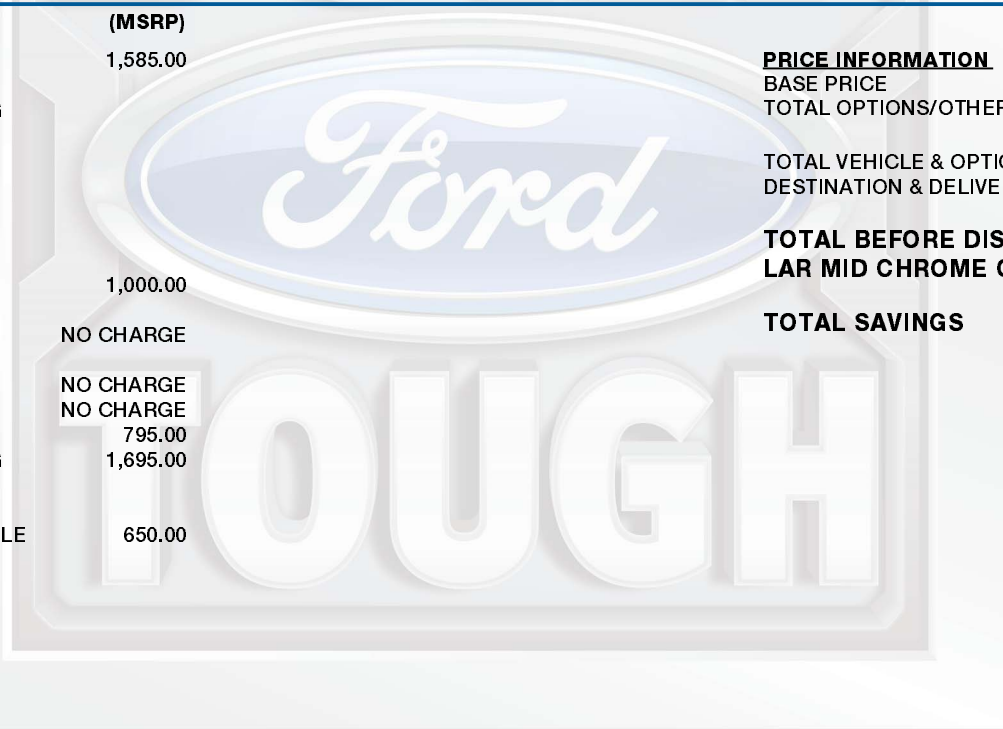 (MSRP)
1,585.00
1,000.00
NO CHARGE
NO CHARGE
NO CHARGE
795.00
1,695.00
LE 650.00
PRICE INFORMATION
BASE PRICE
TOTAL OPTIONS/OTHER
TOTAL VEHICLE & OPTIO
DESTINATION & DELIVE
TOTAL BEFORE DIS
LAR MID CHROME
TOTAL SAVINGS
Ford
TOUGH